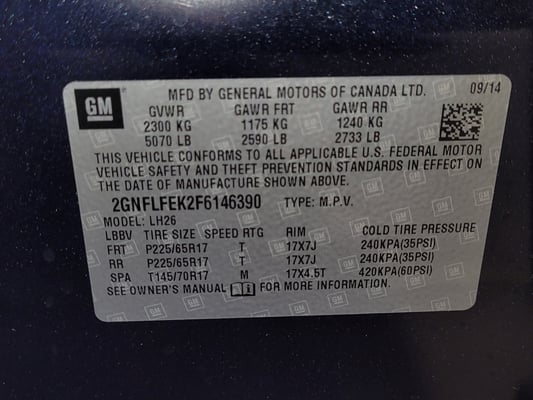 GM MFD BY GENERAL MOTORS OF CANADA LTD. 09/14
GVWR GAWR FRT GAWR RR
2300 KG 1175 KG 1240 KG
5070 LB 2590 LB 2733 LB
THIS VEHICLE CONFORMS TO ALL APPLICABLE U.S. FEDERAL MOTOR
VEHICLE SAFETY AND THEFT PREVENTION STANDARDS IN EFFECT ON
THE DATE OF MANUFACTURE SHOWN ABOVE.
2GNFLFEK2F6146390 TYPE: M.P.V.
MODEL: LH26
LBBV TIRE SIZE SPEED RTG RIM COLD TIRE PRESSURE
FRT P225/65R17 T 17X7J 240KPA(35PSI)
RR P225/65R17 T 17X7J 240KPA(35PSI)
SPA T145/70R17 M 17X4.5T 420KPA(60PSI)
SEE OWNER'S MANUAL FOR MORE INFORMATION.